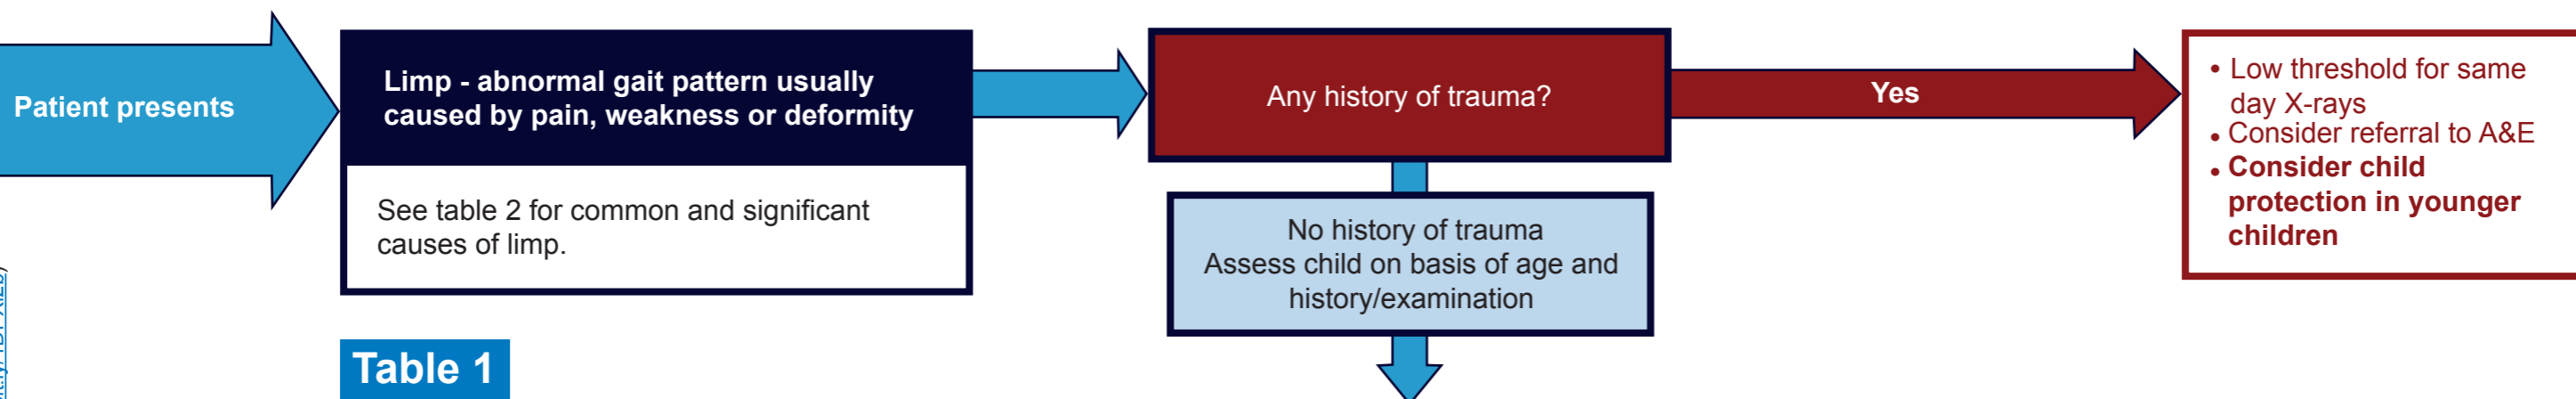 Patient presents
Limp - abnormal gait pattern usually
caused by pain, weakness or deformity
See table 2 for common and significant
causes of limp.
Any history of trauma?
Yes
• Low threshold for same
day X-rays
• Consider referral to A&E
• Consider child
protection in younger
children
No history of trauma
Assess child on basis of age and
history/examination
Table 1